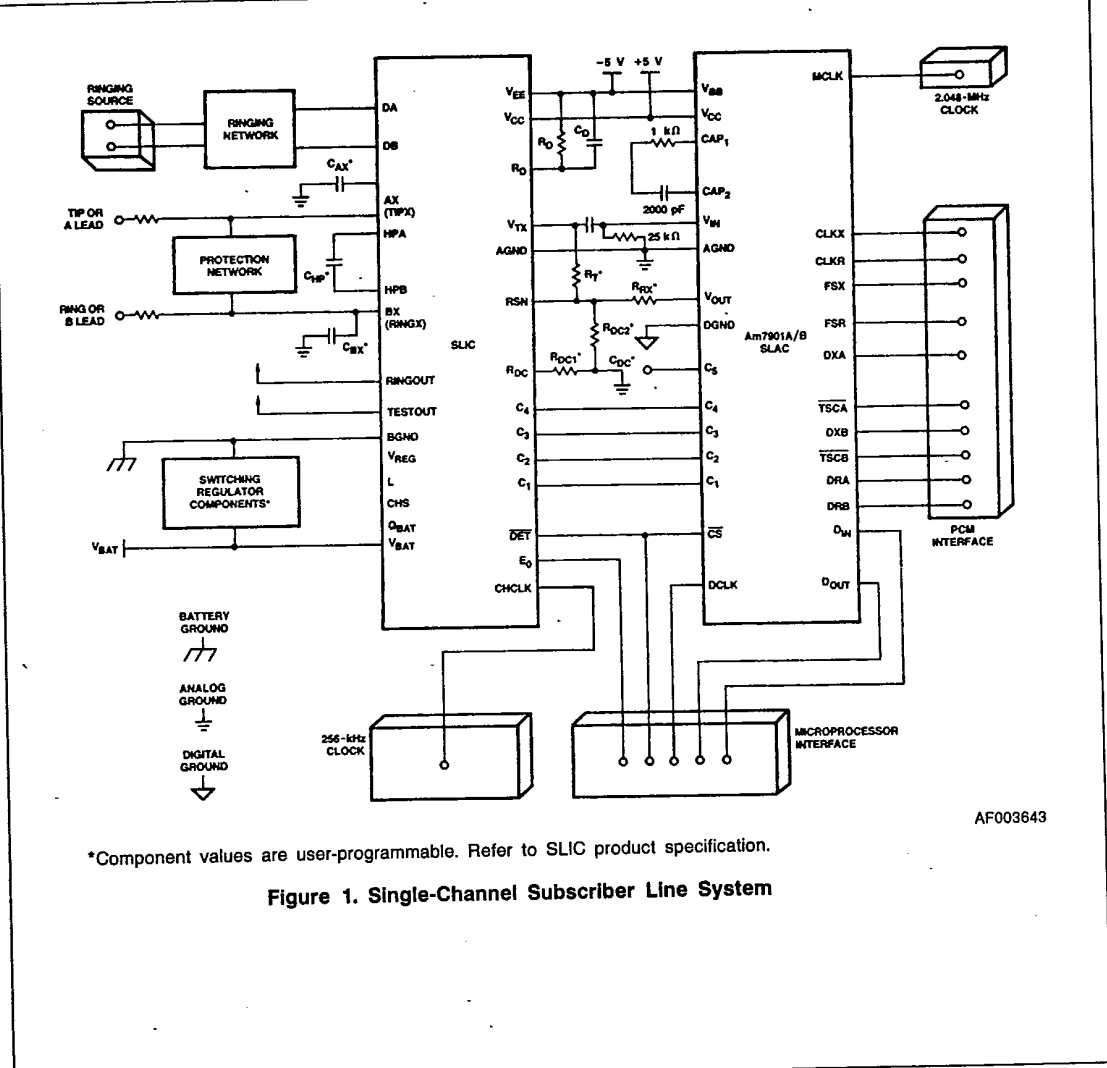 -5 V +5 V
RINGING
SOURCE
RINGING
NETWORK
DA
DB
CAX*
AX
(TIPX)
TIP OR
A LEAD
HPA
PROTECTION
NETWORK
CHP*
HPB
RING OR
B LEAD
BX
(RINGX)
CBX*
SLIC
RINGOUT
TESTOUT
BGND
VREG
SWITCHING
REGULATOR
COMPONENTS*
L
CHS
QBAT
VBAT
VBAT
VEE
VCC
RD
CD
RD
VTX
AGND
RT*
RSN
RRX*
RDC2*
RDC1*
CDC*
RDC
C4
C3
C2
C1
DET
E0
CHCLK
1 kΩ
2000 pF
25 kΩ
VBB
VCC
CAP1
CAP2
VIN
AGND
VOUT
DGND
Am7901A/B
SLAC
C5
C4
C3
C2
C1
CS
DCLK
MCLK
2.048-MHz
CLOCK
CLKX
CLKR
FSX
FSR
DXA
TSCA
DXB
TSCB
DRA
DRB
DIN
DOUT
PCM
INTERFACE
BATTERY
GROUND
ANALOG
GROUND
DIGITAL
GROUND
256-kHz
CLOCK
MICROPROCESSOR
INTERFACE
AF003643
*Component values are user-programmable. Refer to SLIC product specification.
Figure 1. Single-Channel Subscriber Line System